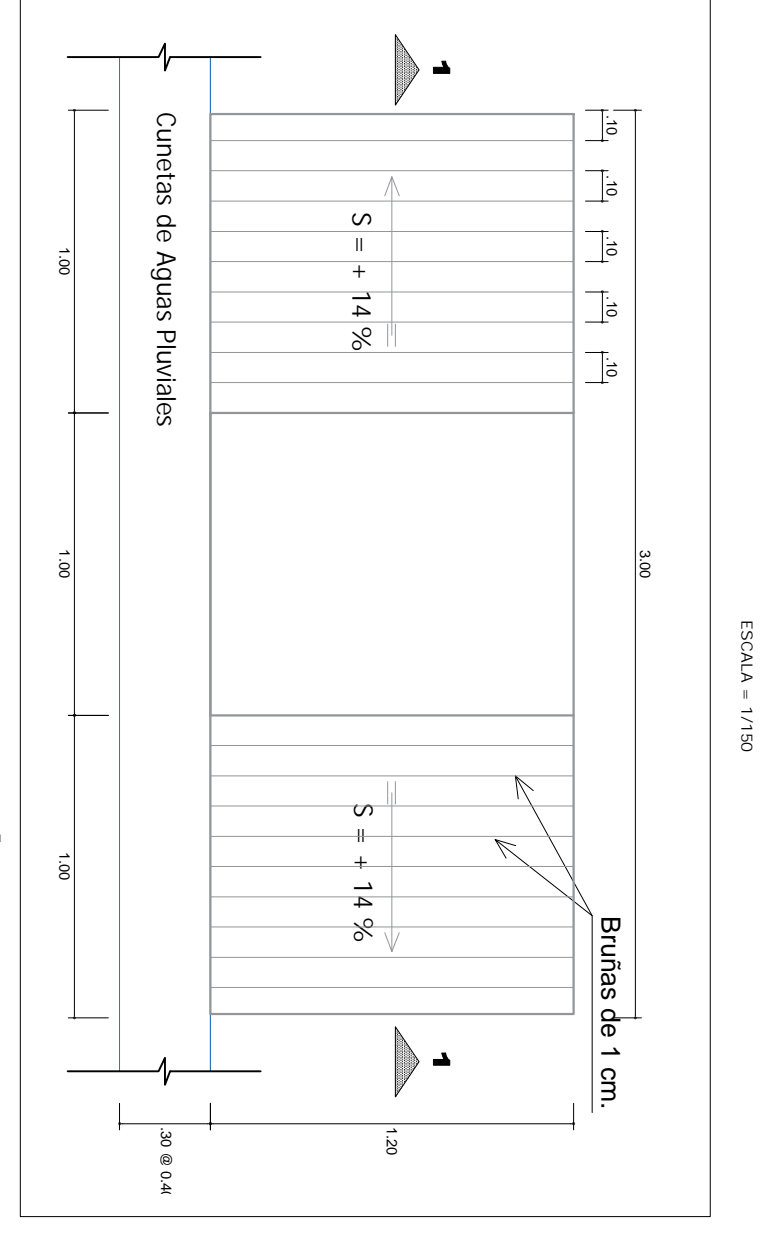 ESCALA = 1/150
3.00
.10
.10
.10
.10
.10
Bruñas de 1 cm.
1
1
S = + 14 %
S = + 14 %
1.20
Cunetas de Aguas Pluviales
1.00
1.00
1.00